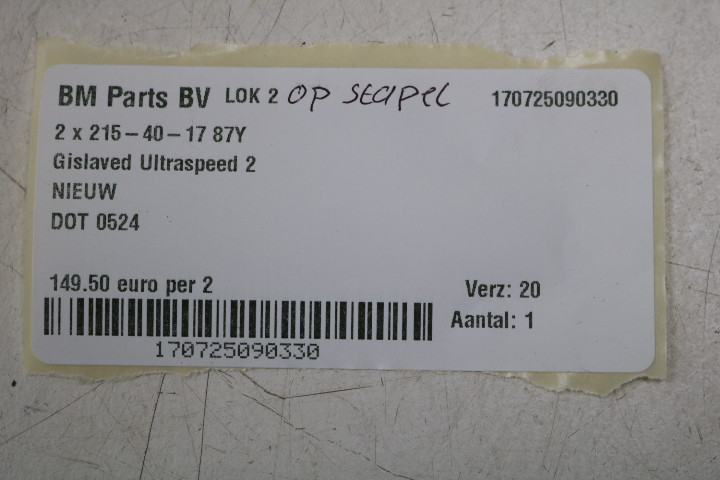 BM Parts BV LOK 2 op stapel 170725090330
2 x 215-40-17 87Y
Gislaved Ultraspeed 2
NIEUW
DOT 0524
149.50 euro per 2 Verz: 20
Aantal: 1
170725090330